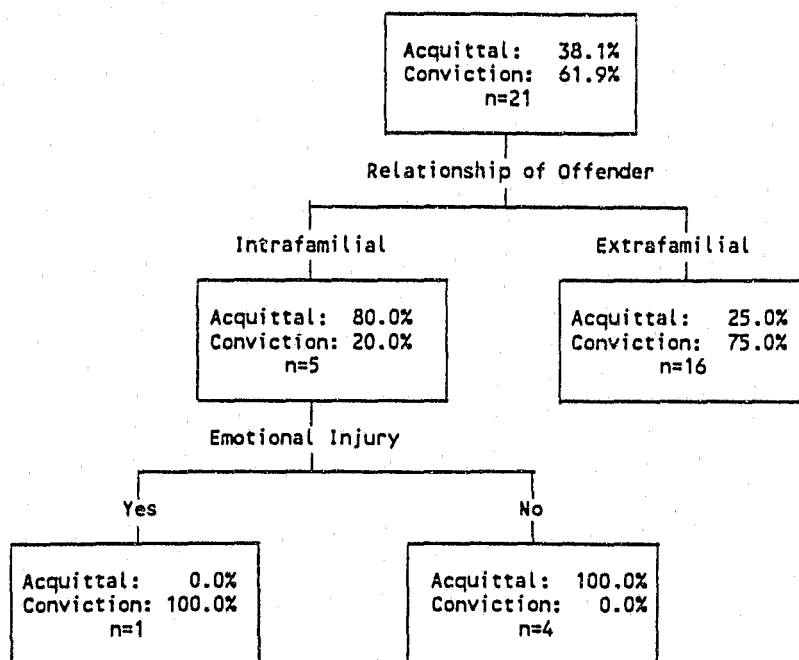 Acquittal: 38.1%
Conviction: 61.9%
n=21
Relationship of Offender
Intrafamilial
Extrafamilial
Acquittal: 80.0%
Conviction: 20.0%
n=5
Acquittal: 25.0%
Conviction: 75.0%
n=16
Emotional Injury
Yes
No
Acquittal: 0.0%
Conviction: 100.0%
n=1
Acquittal: 100.0%
Conviction: 0.0%
n=4